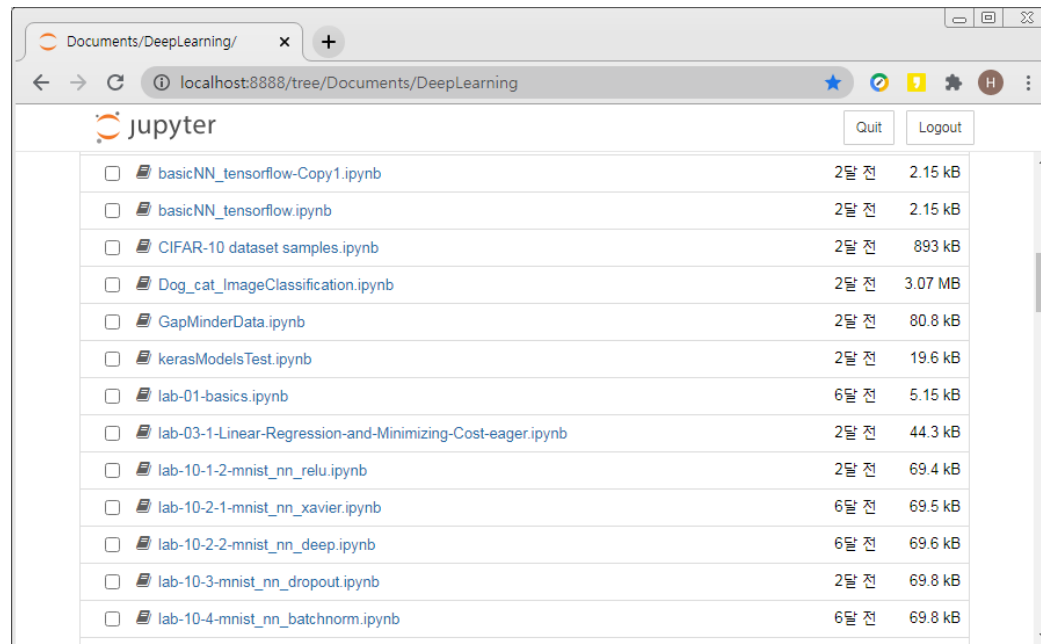 Documents/DeepLearning/
localhost:8888/tree/Documents/DeepLearning
H
jupyter
Quit
Logout
basicNN_tensorflow-Copy1.ipynb 2달 전 2.15 kB
basicNN_tensorflow.ipynb 2달 전 2.15 kB
CIFAR-10 dataset samples.ipynb 2달 전 893 kB
Dog_cat_ImageClassification.ipynb 2달 전 3.07 MB
GapMinderData.ipynb 2달 전 80.8 kB
kerasModelsTest.ipynb 2달 전 19.6 kB
lab-01-basics.ipynb 6달 전 5.15 kB
lab-03-1-Linear-Regression-and-Minimizing-Cost-eager.ipynb 2달 전 44.3 kB
lab-10-1-2-mnist_nn_relu.ipynb 2달 전 69.4 kB
lab-10-2-1-mnist_nn_xavier.ipynb 6달 전 69.5 kB
lab-10-2-2-mnist_nn_deep.ipynb 6달 전 69.6 kB
lab-10-3-mnist_nn_dropout.ipynb 2달 전 69.8 kB
lab-10-4-mnist_nn_batchnorm.ipynb 6달 전 69.8 kB